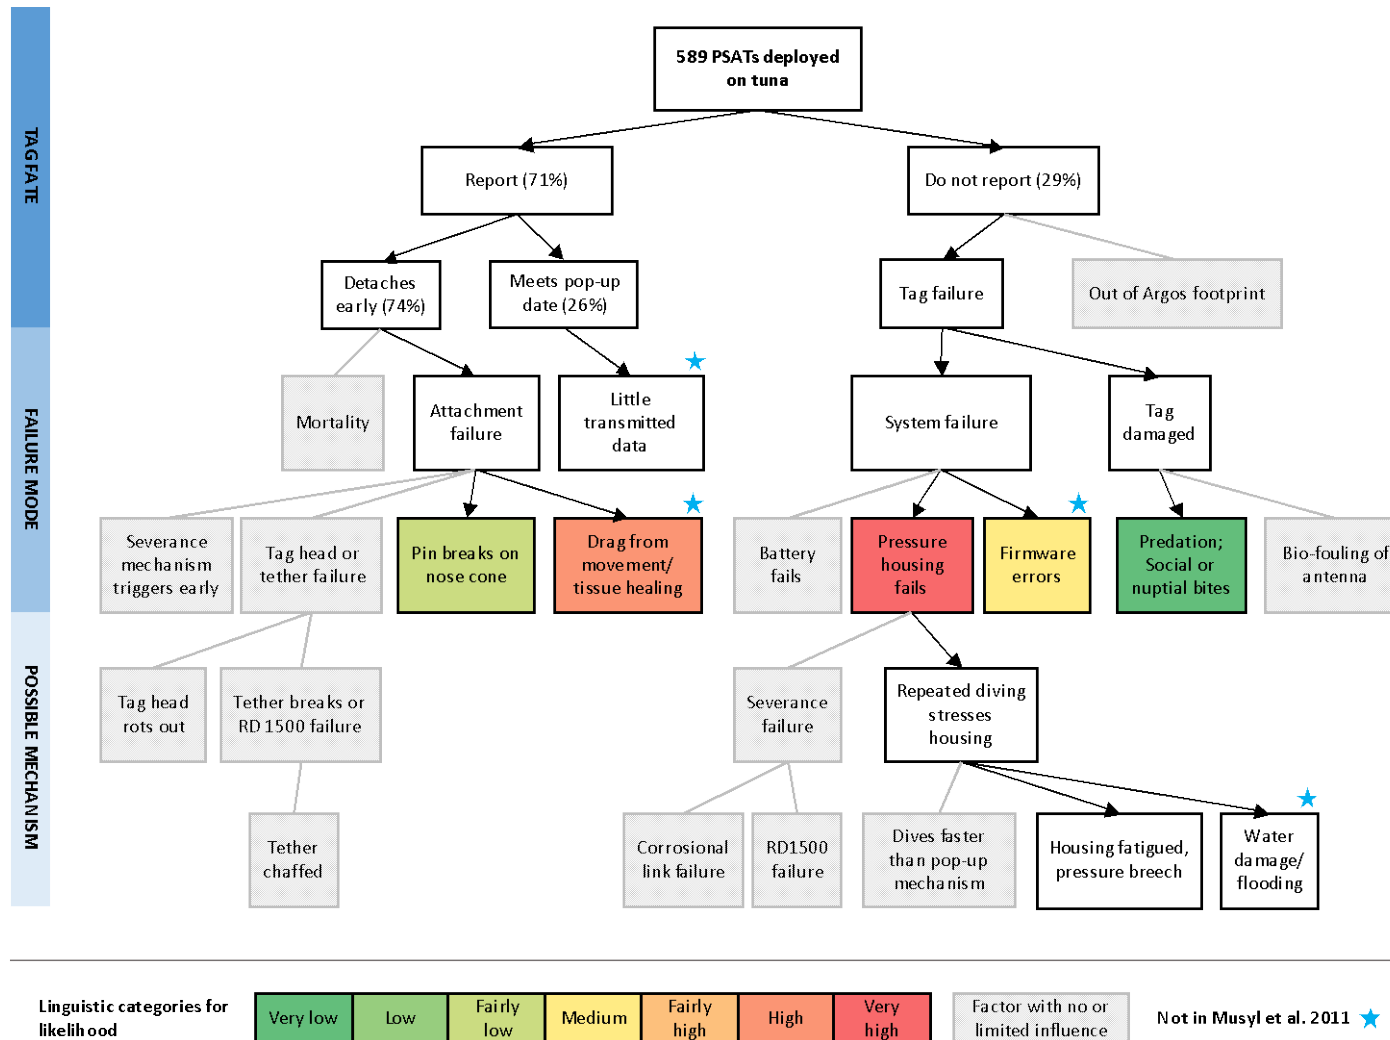 589 PSATs deployed
on tuna
TAG FATE
Report (71%)
Do not report (29%)
Detaches
early (74%)
Meets pop-up
date (26%)
Tag failure
Out of Argos footprint
FAILURE MODE
Mortality
Attachment
failure
Little
transmitted
data
System failure
Tag
damaged
Severance
mechanism
triggers early
Tag head or
tether failure
Pin breaks on
nose cone
Drag from
movement/
tissue healing
Battery
fails
Pressure
housing
fails
Firmware
errors
Predation;
Social or
nuptial bites
Bio-fouling of
antenna
POSSIBLE MECHANISM
Tag head
rots out
Tether breaks or
RD 1500 failure
Severance
failure
Repeated diving
stresses
housing
Tether
chaffed
Corrosional
link failure
RD1500
failure
Dives faster
than pop-up
mechanism
Housing fatigued,
pressure breech
Water
damage/
flooding
Linguistic categories for
likelihood
Very low
Low
Fairly
low
Medium
Fairly
high
High
Very
high
Factor with no or
limited influence
Not in Musyl et al. 2011